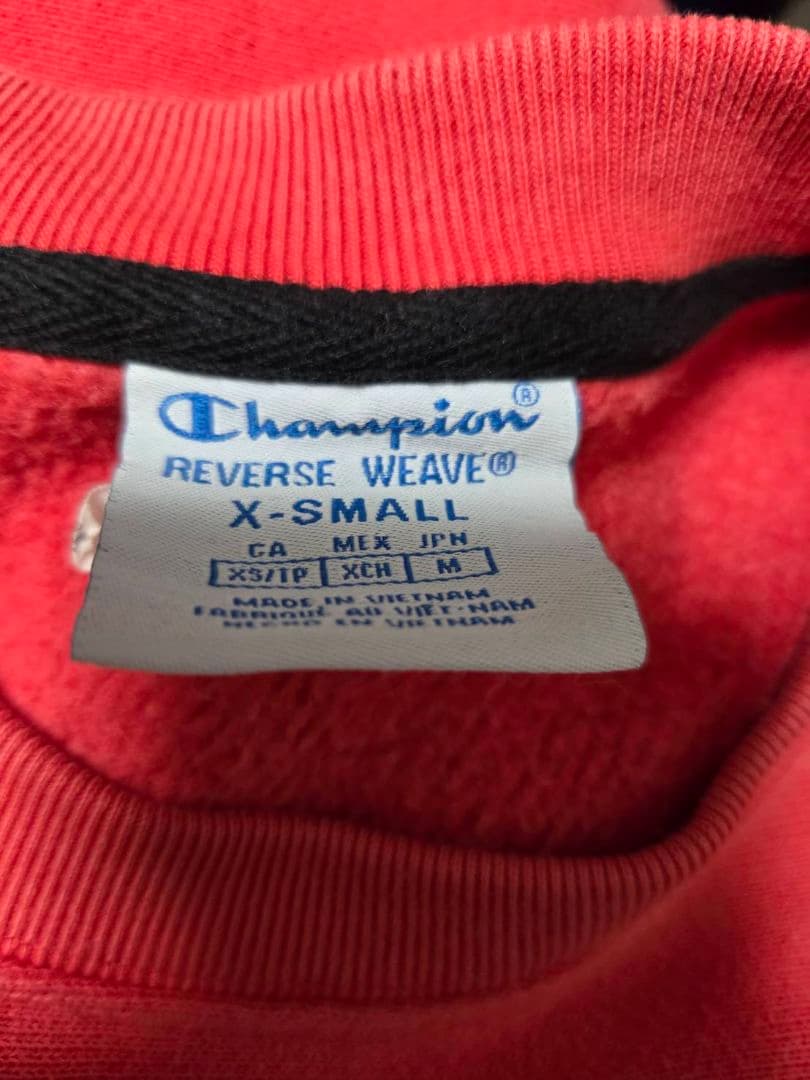 Champion®
REVERSE WEAVE®
X-SMALL
CA MEX JPN
XS/TP XCH M
MADE IN VIETNAM
FABRIQUÉ AU VIÊT-NAM
HECHO EN VIETNAM